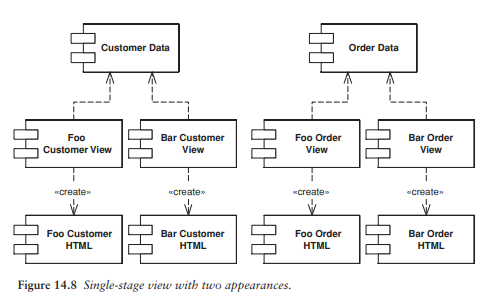 Customer Data
Order Data
Foo
Customer View
Bar Customer
View
Foo Order
View
Bar Order
View
«create»
«create»
«create»
«create»
Foo Customer
HTML
Bar Customer
HTML
Foo Order
HTML
Bar Order
HTML
Figure 14.8 Single-stage view with two appearances.